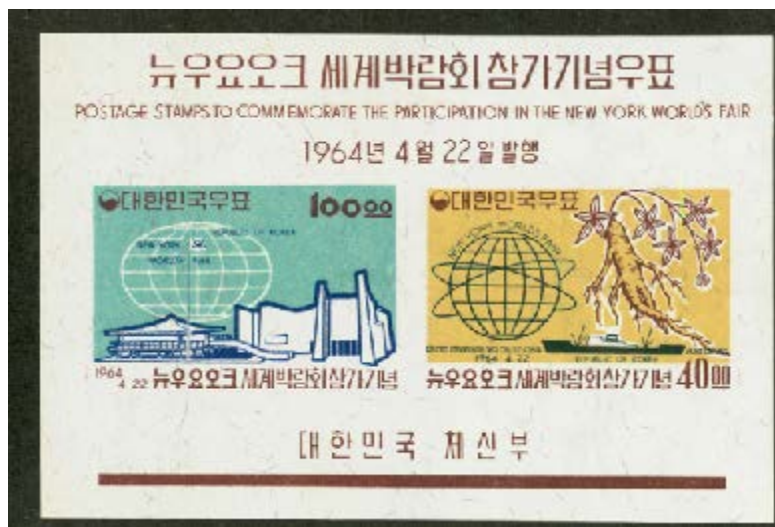 뉴우요오크 세계박람회 참가기념우표
POSTAGE STAMPS TO COMMEMORATE THE PARTICIPATION IN THE NEW YORK WORLD'S FAIR
1964년 4월 22일 발행
대한민국우표 100.00
REPUBLIC OF KOREA
NEW YORK
WORLD'S FAIR
1964
4. 22 뉴우요오크 세계박람회참가기념
대한민국우표
NEW YORK WORLD'S FAIR
1964 4.22
REPUBLIC OF KOREA
뉴우요오크 세계박람회참가기념 40.00
대한민국 체신부